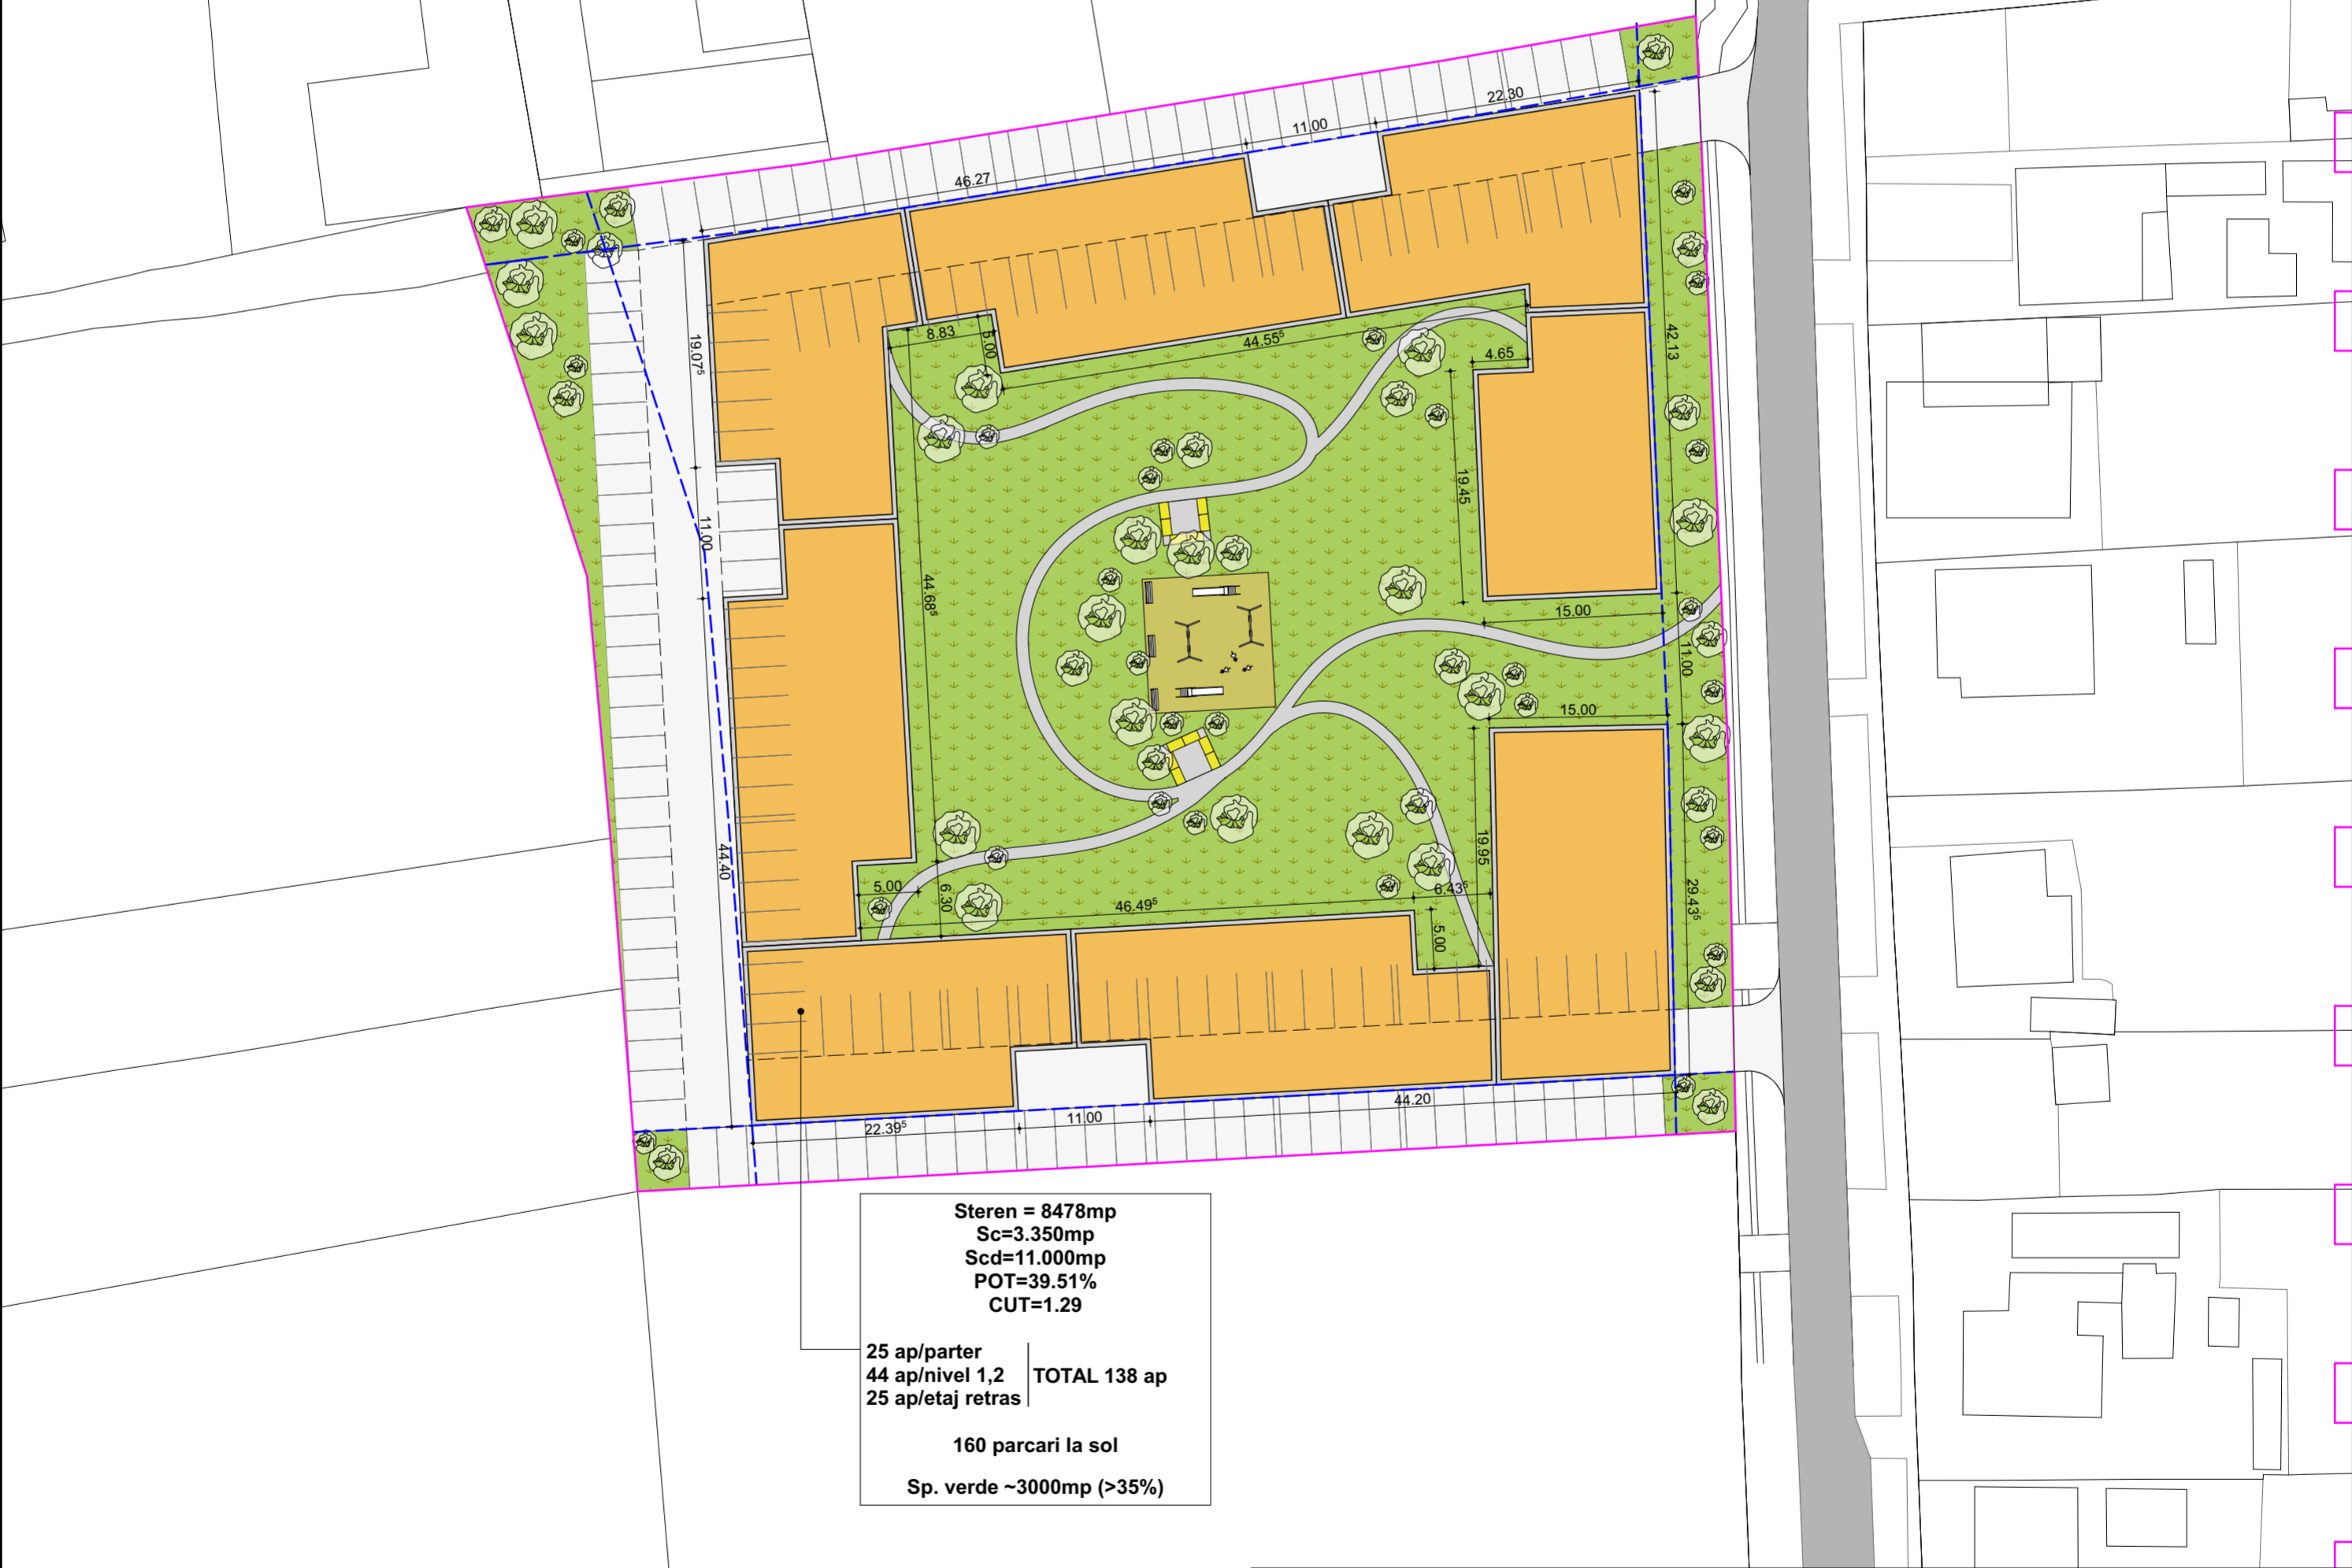 22.30
11.00
46.27
8.83
5.00
44.55⁵
4.65
42.13
19.07⁵
19.45
11.00
44.68⁵
15.00
11.00
15.00
44.40
19.95
5.00
6.30
46.49⁵
6.43⁵
29.43⁵
5.00
44.20
11.00
22.39⁵
Steren = 8478mp
Sc=3.350mp
Scd=11.000mp
POT=39.51%
CUT=1.29
25 ap/parter
44 ap/nivel 1,2 TOTAL 138 ap
25 ap/etaj retras
160 parcari la sol
Sp. verde ~3000mp (>35%)